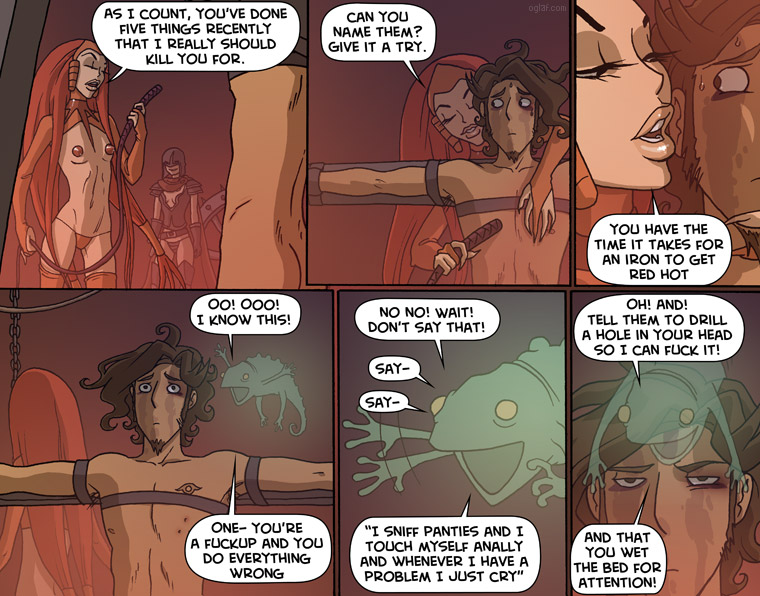 AS I COUNT, YOU'VE DONE
FIVE THINGS RECENTLY
THAT I REALLY SHOULD
KILL YOU FOR.
oglaf.com
CAN YOU
NAME THEM?
GIVE IT A TRY.
YOU HAVE THE
TIME IT TAKES FOR
AN IRON TO GET
RED HOT
OO! OOO!
I KNOW THIS!
ONE- YOU'RE
A FUCKUP AND YOU
DO EVERYTHING
WRONG
NO NO! WAIT!
DON'T SAY THAT!
SAY-
SAY-
"I SNIFF PANTIES AND I
TOUCH MYSELF ANALLY
AND WHENEVER I HAVE A
PROBLEM I JUST CRY"
OH! AND!
TELL THEM TO DRILL
A HOLE IN YOUR HEAD
SO I CAN FUCK IT!
AND THAT
YOU WET
THE BED FOR
ATTENTION!